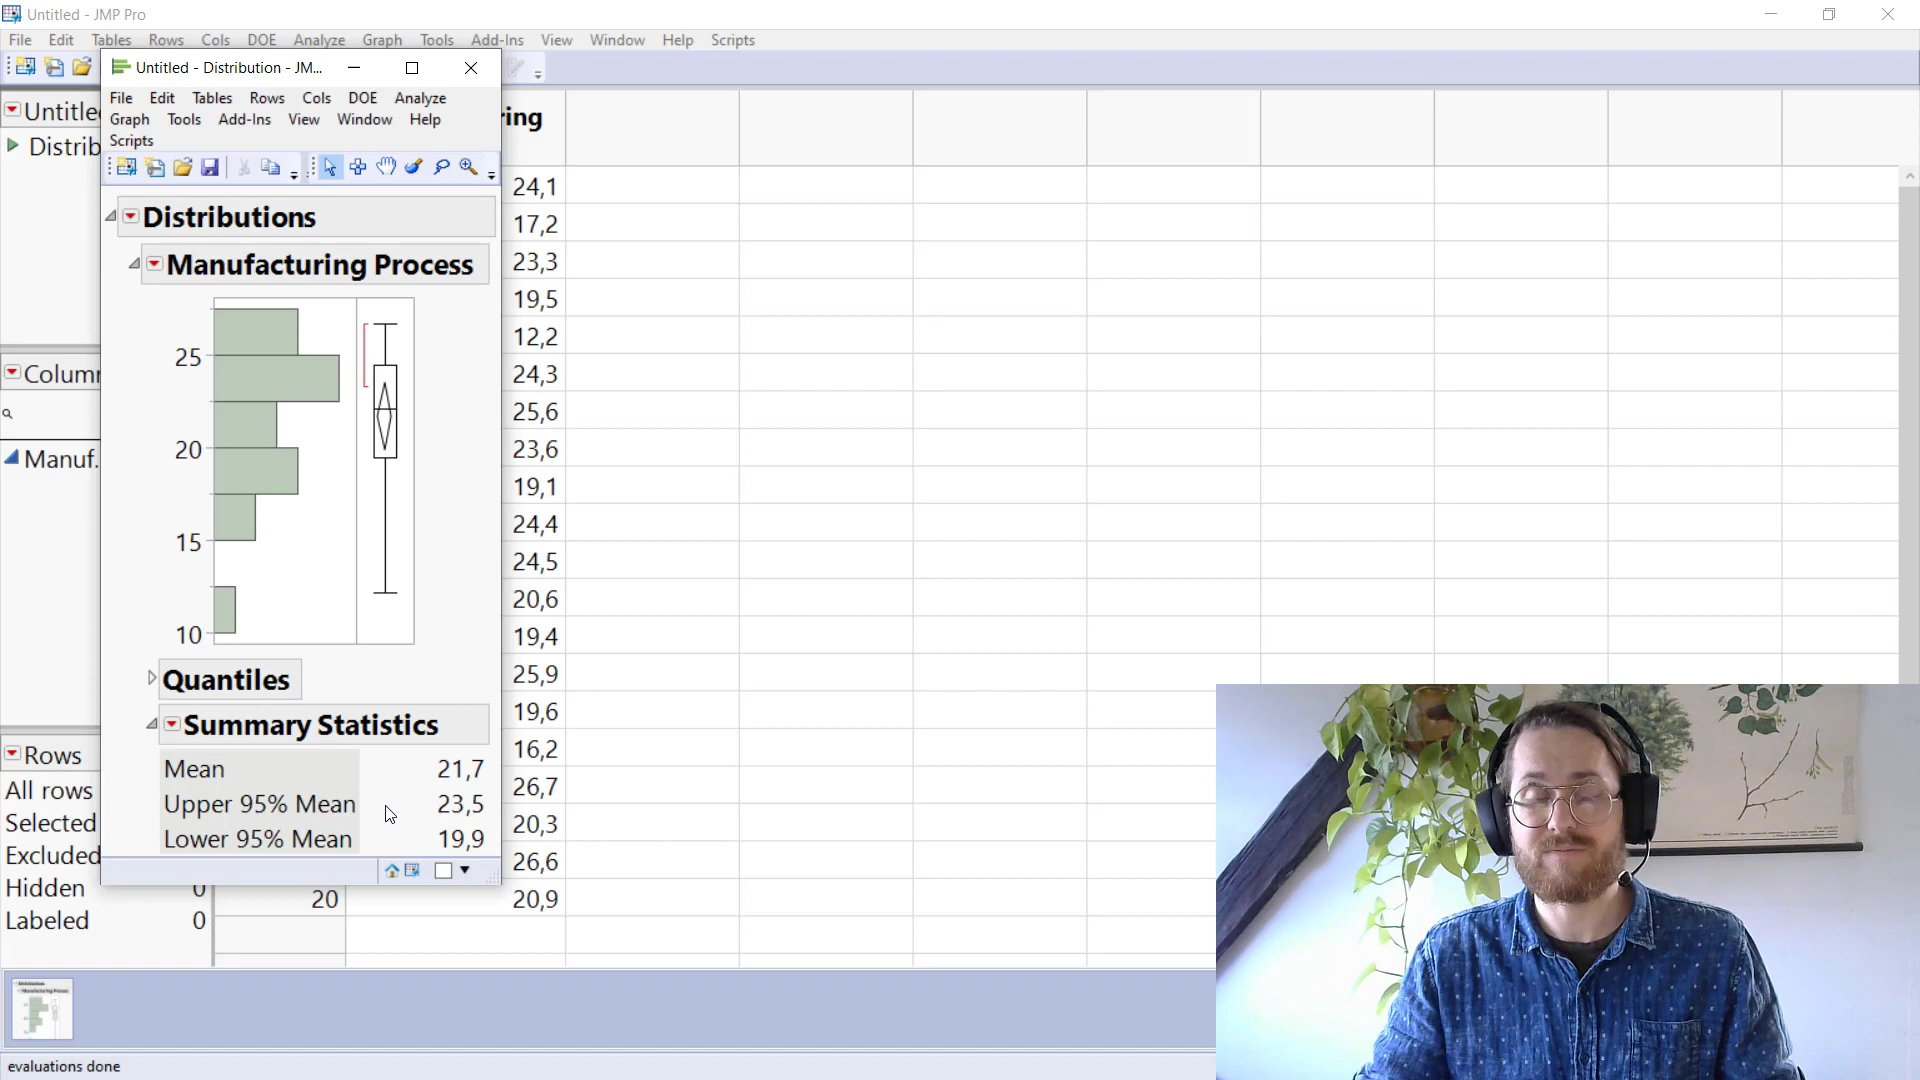 Untitled - JMP Pro
File Edit Tables Rows Cols DOE Analyze Graph Tools Add-Ins View Window Help Scripts
Untitled - Distribution - JM...
File Edit Tables Rows Cols DOE Analyze
Graph Tools Add-Ins View Window Help
Scripts
Distributions
Manufacturing Process
25
20
15
10
Quantiles
Summary Statistics
Mean 21,7
Upper 95% Mean 23,5
Lower 95% Mean 19,9
Untitle
Distrib
Colum
Manuf.
Rows
All rows
Selected
Excluded
Hidden 0
Labeled 0
ring
24,1
17,2
23,3
19,5
12,2
24,3
25,6
23,6
19,1
24,4
24,5
20,6
19,4
25,9
19,6
16,2
26,7
20,3
26,6
20 20,9
evaluations done